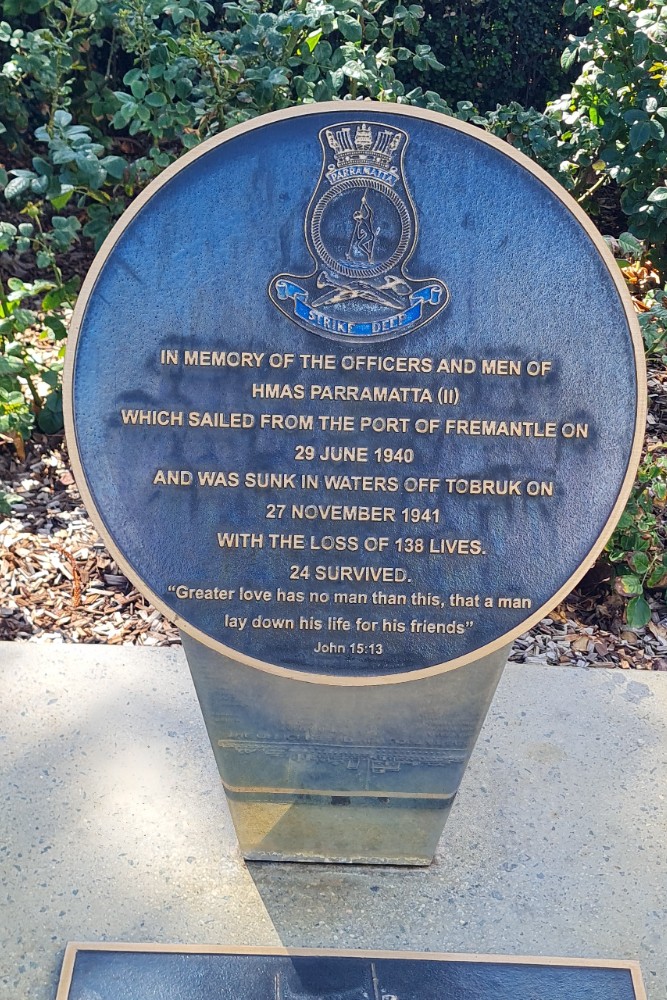 PARRAMATTA
STRIKE DEEP
IN MEMORY OF THE OFFICERS AND MEN OF
HMAS PARRAMATTA (II)
WHICH SAILED FROM THE PORT OF FREMANTLE ON
29 JUNE 1940
AND WAS SUNK IN WATERS OFF TOBRUK ON
27 NOVEMBER 1941
WITH THE LOSS OF 138 LIVES.
24 SURVIVED.
“Greater love has no man than this, that a man
lay down his life for his friends”
John 15:13